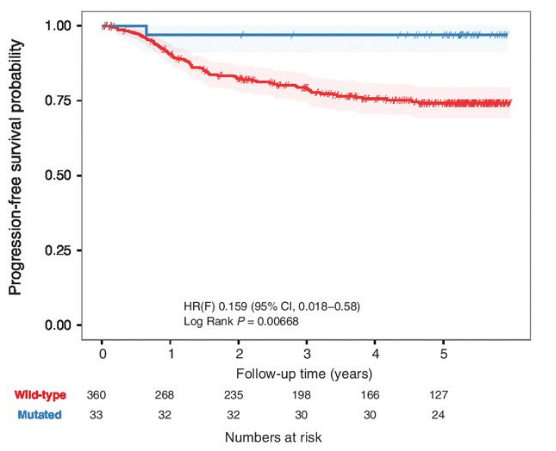 Progression-free survival probability
1.00
0.75
0.50
0.25
0.00
HR(F) 0.159 (95% CI, 0.018–0.58)
Log Rank P = 0.00668
0 1 2 3 4 5
Follow-up time (years)
Wild-type 360 268 235 198 166 127
Mutated 33 32 32 30 30 24
Numbers at risk